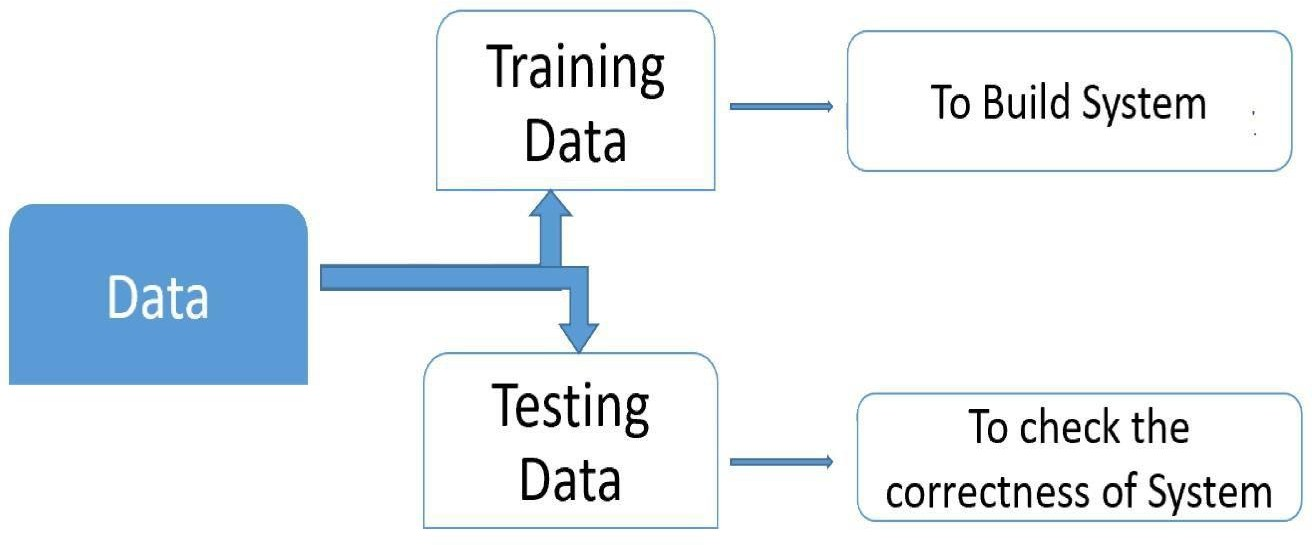 Training
Data
To Build System
Data
Testing
Data
To check the
correctness of System